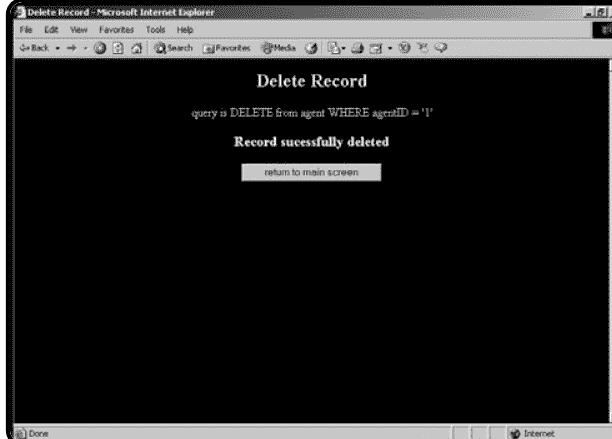 Delete Record - Microsoft Internet Explorer
File Edit View Favorites Tools Help
Back Search Favorites Media
Delete Record
query is DELETE from agent WHERE agentID = '1'
Record sucessfully deleted
return to main screen
Done Internet